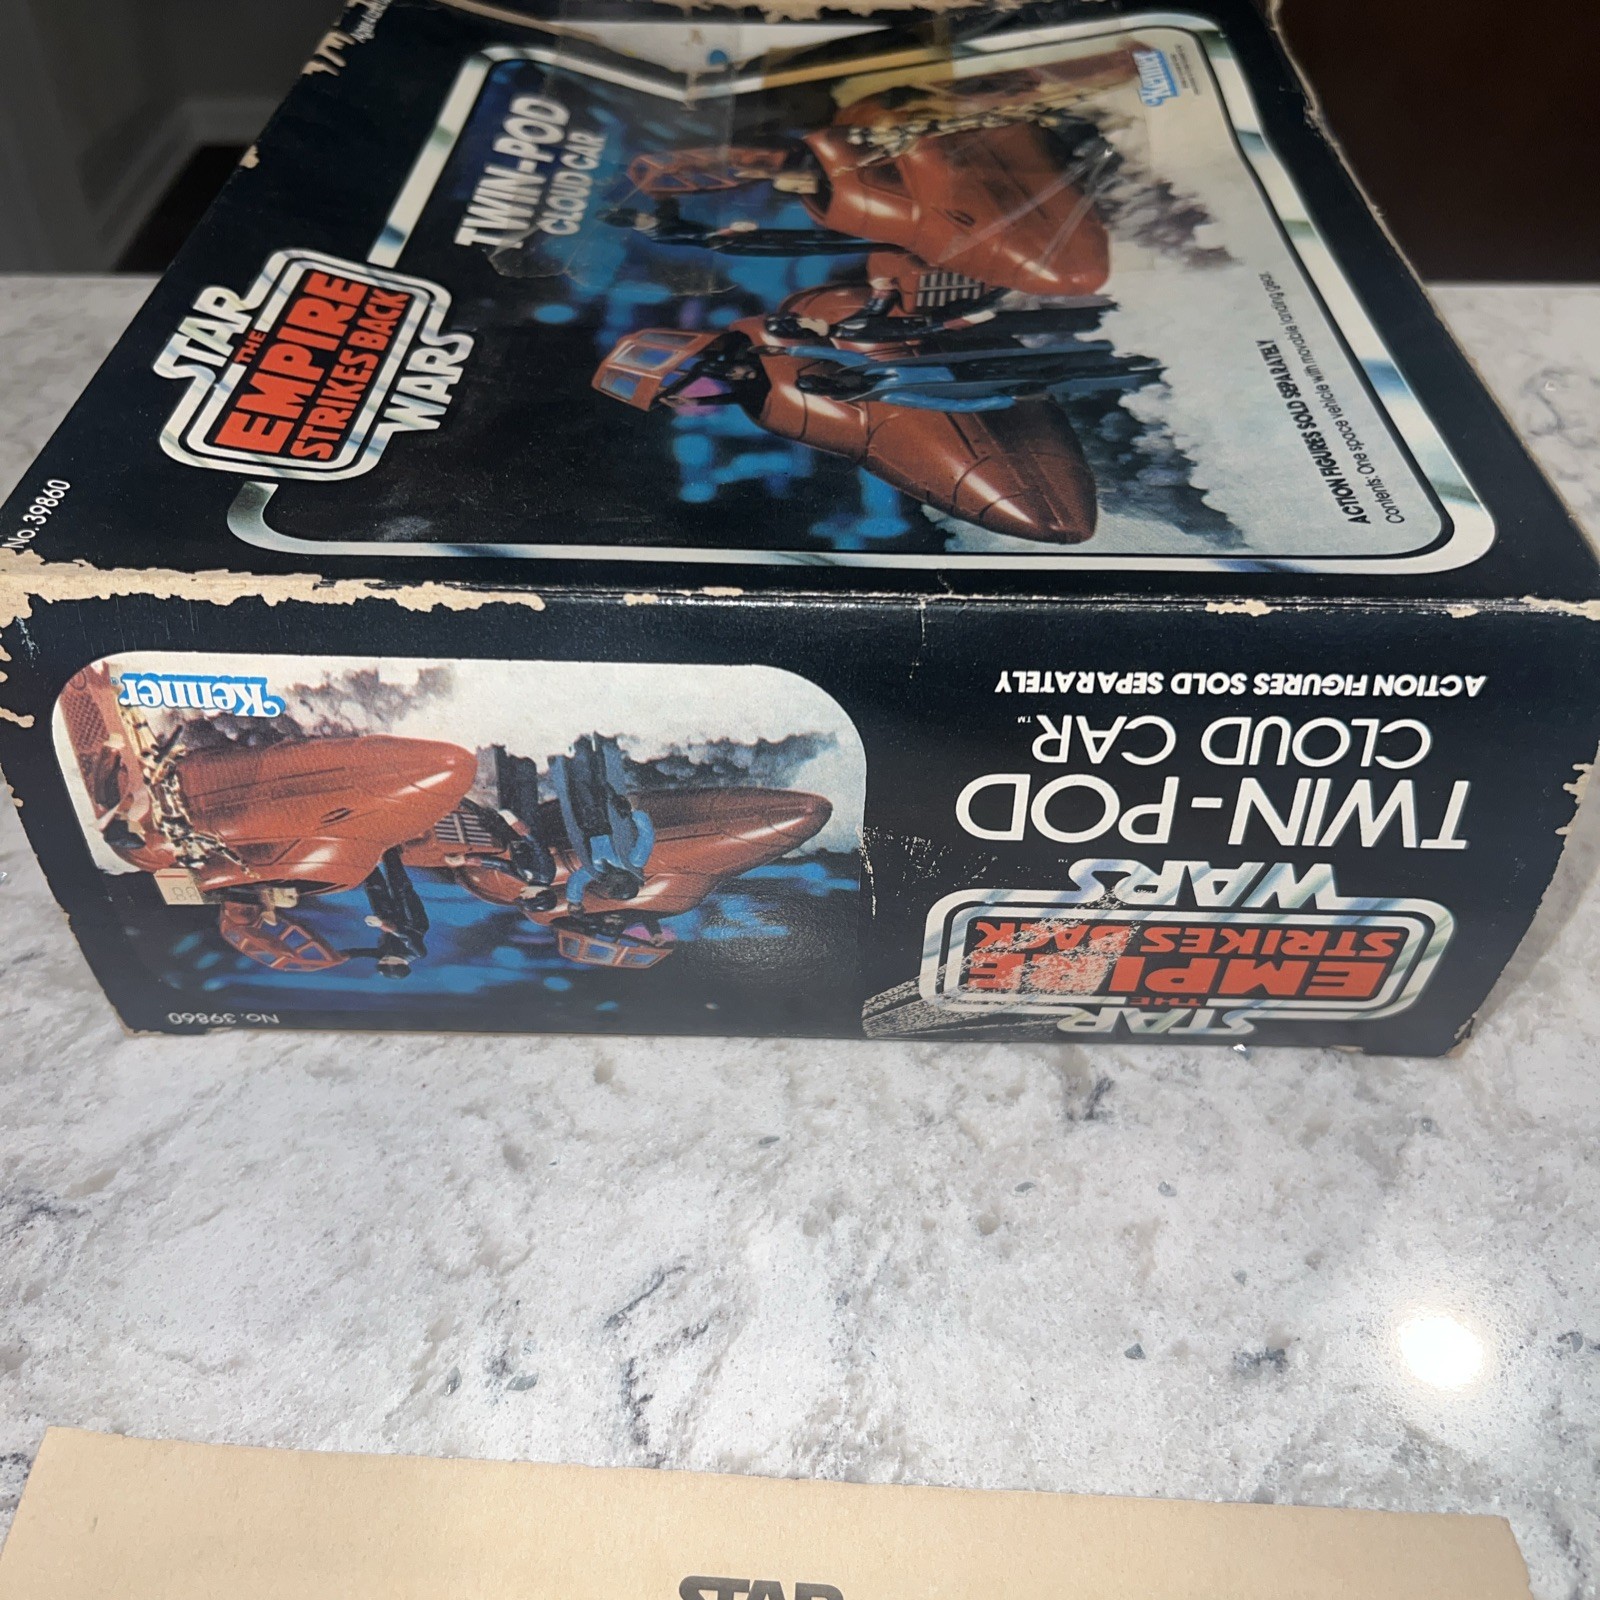 No. 39860
STAR
THE
EMPIRE
STRIKES BACK
WARS
TWIN-POD
CLOUD CAR
Kenner
ACTION FIGURES SOLD SEPARATELY
Contents: One space vehicle with movable landing gear.
STAR
THE
EMPIRE
STRIKES BACK
WARS™
TWIN-POD
CLOUD CAR™
ACTION FIGURES SOLD SEPARATELY
Kenner
No. 39860
STAR